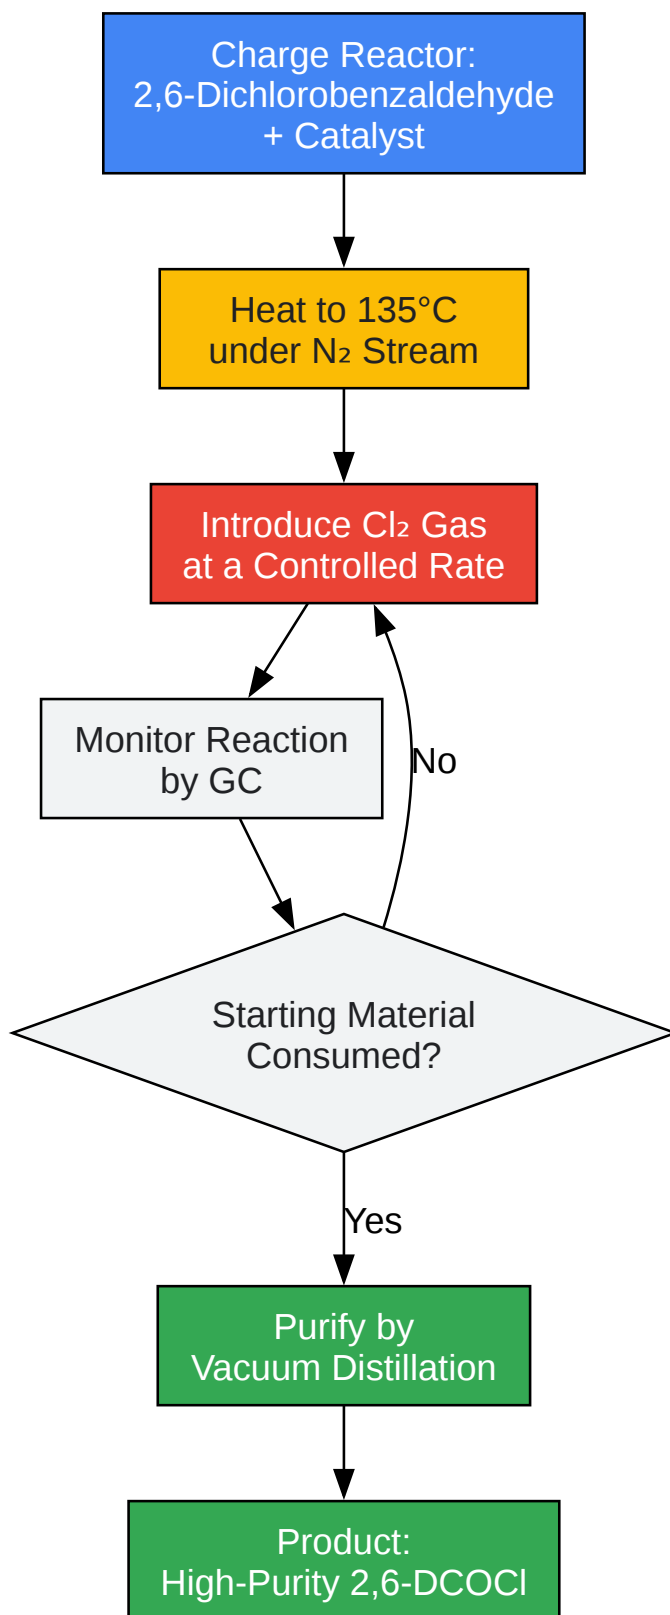 Charge Reactor:
2,6-Dichlorobenzaldehyde
+ Catalyst
Heat to 135°C
under N₂ Stream
Introduce Cl₂ Gas
at a Controlled Rate
Monitor Reaction
by GC
No
Starting Material
Consumed?
Yes
Purify by
Vacuum Distillation
Product:
High-Purity 2,6-DCOCl